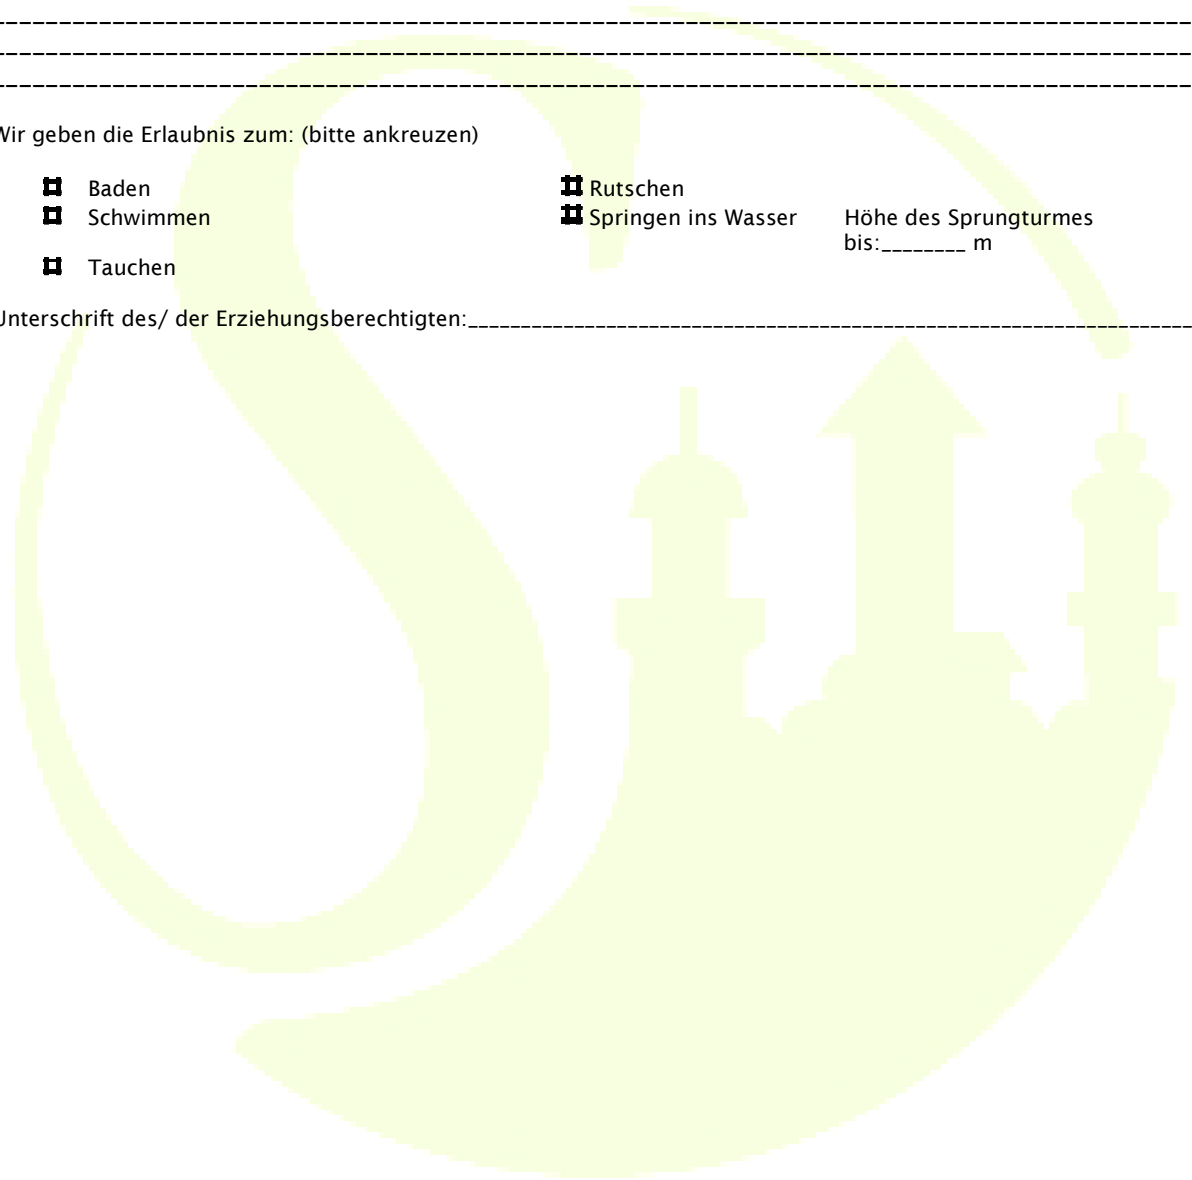 Wir geben die Erlaubnis zum: (bitte ankreuzen)
Baden Rutschen
Schwimmen Springen ins Wasser Höhe des Sprungturmes
bis:________ m
Tauchen
Unterschrift des/ der Erziehungsberechtigten:______________________________________________________________________